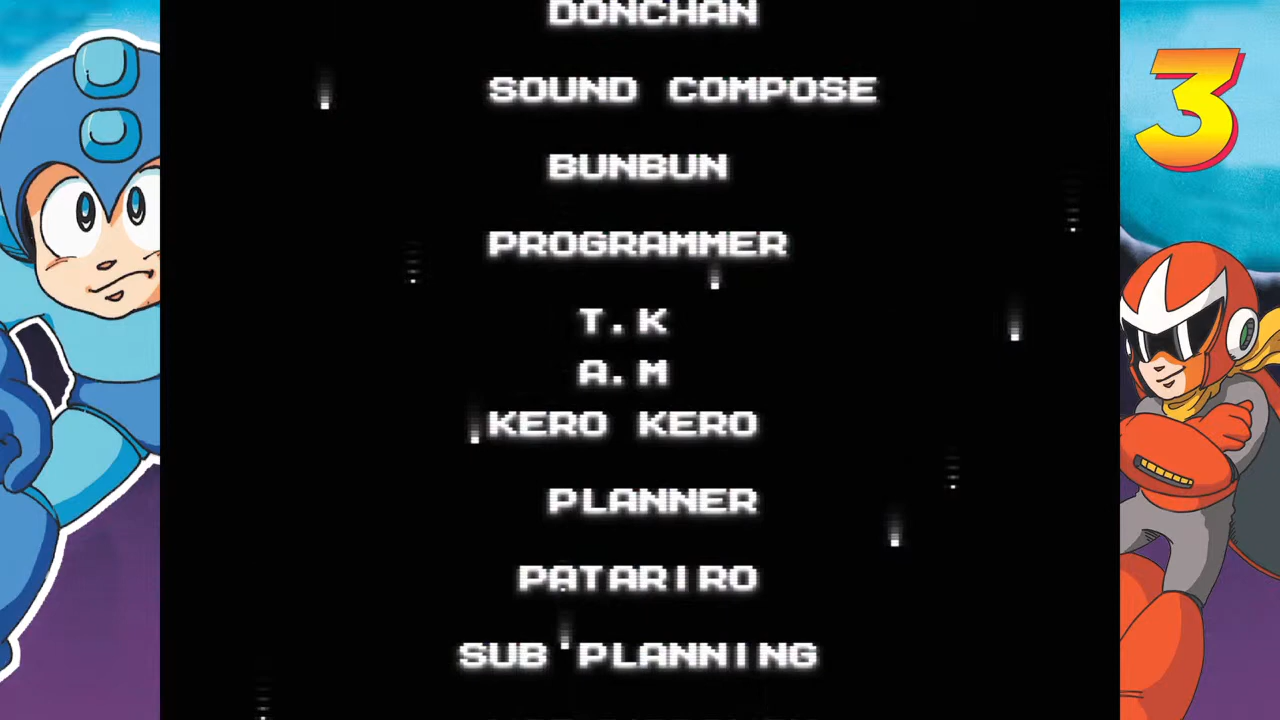 DONCHAN
SOUND COMPOSE
BUNBUN
PROGRAMMER
T.K
A.M
KERO KERO
PLANNER
PATARIRO
SUB PLANNING
3